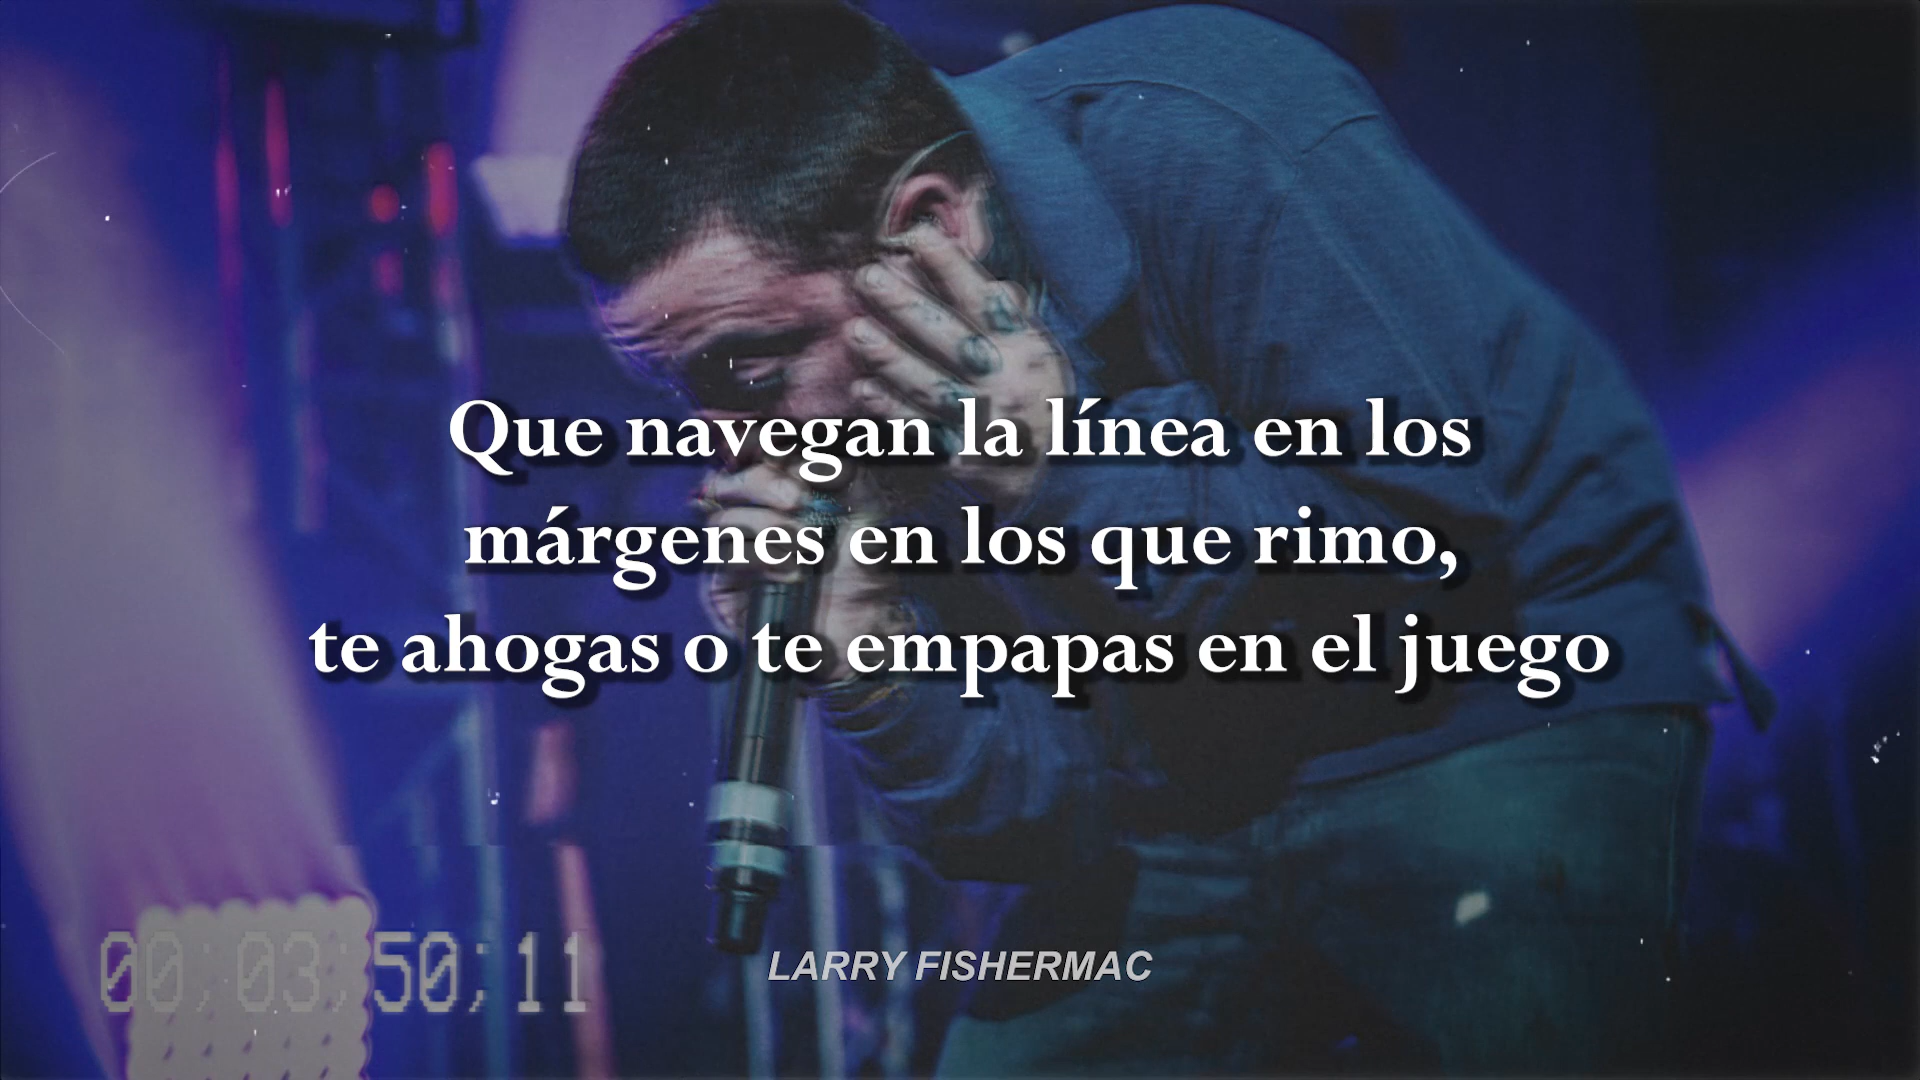 Que navegan la línea en los
márgenes en los que rimo,
te ahogas o te empapas en el juego
00;03;50;11
LARRY FISHERMAC